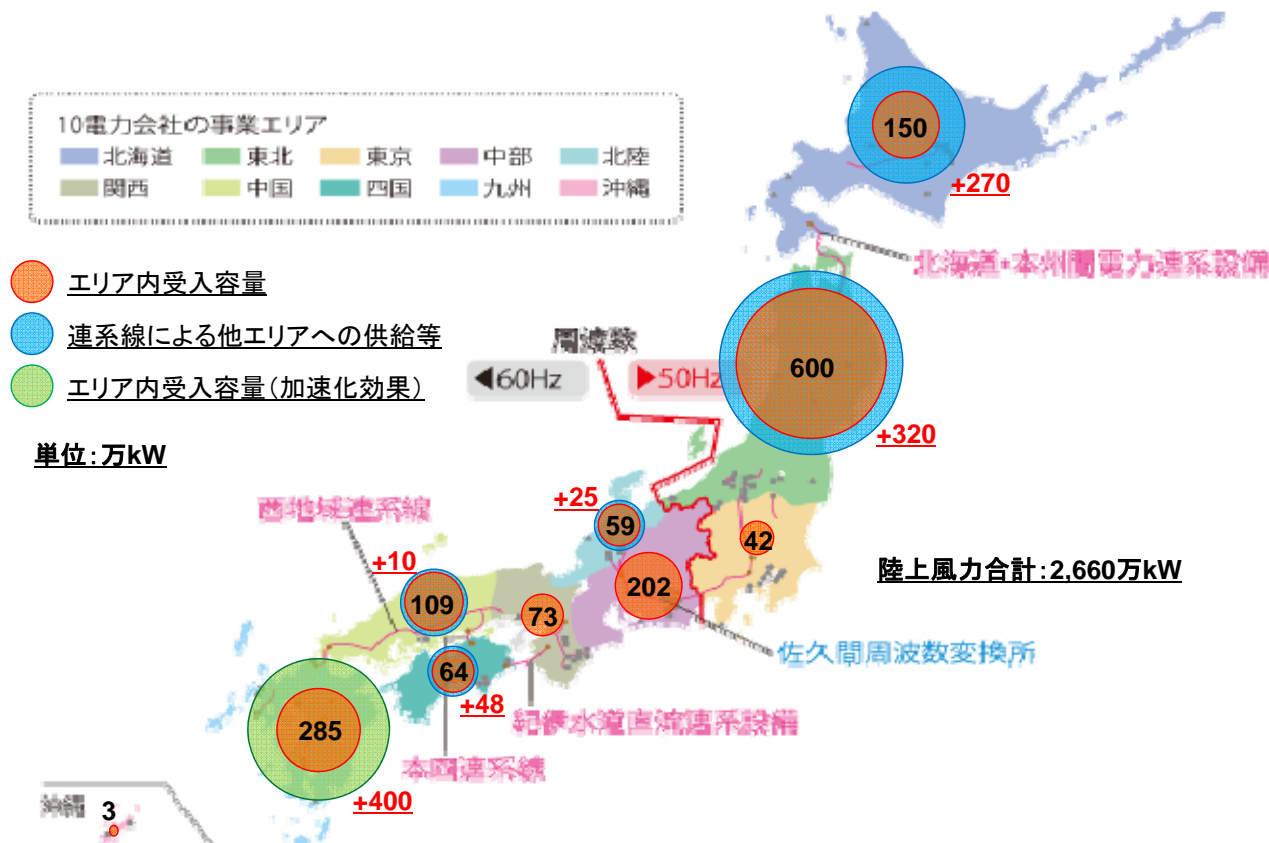 10電力会社の事業エリア
北海道 東北 東京 中部 北陸
関西 中国 四国 九州 沖縄
150
+270
北海道・本州間電力連系設備
エリア内受入容量
連系線による他エリアへの供給等
エリア内受入容量(加速化効果)
単位:万kW
周波数
◀60Hz ▶50Hz
600
+320
+25
59
西地域連系線
42
+10
陸上風力合計:2,660万kW
202
109
73
佐久間周波数変換所
64
+48
紀伊水道直流連系設備
285
本四連系線
+400
沖縄 3